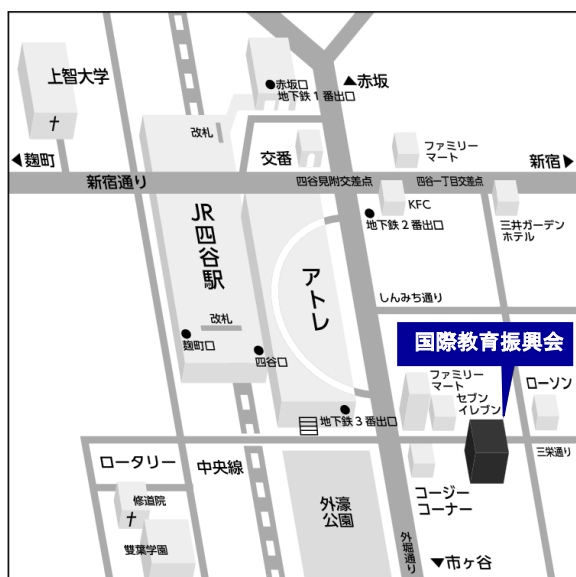 上智大学
▲赤坂
赤坂口
地下鉄1番出口
改札
交番
ファミリー
マート
◀麹町
新宿▶
新宿通り
四谷見附交差点
四谷一丁目交差点
KFC
地下鉄2番出口
三井ガーデン
ホテル
JR四谷駅
アトレ
しんみち通り
改札
麹町口
四谷口
国際教育振興会
ファミリー
マート
セブン
イレブン
ローソン
地下鉄3番出口
三栄通り
ロータリー
中央線
修道院
雙葉学園
外濠
公園
コージー
コーナー
外堀通り
▼市ヶ谷